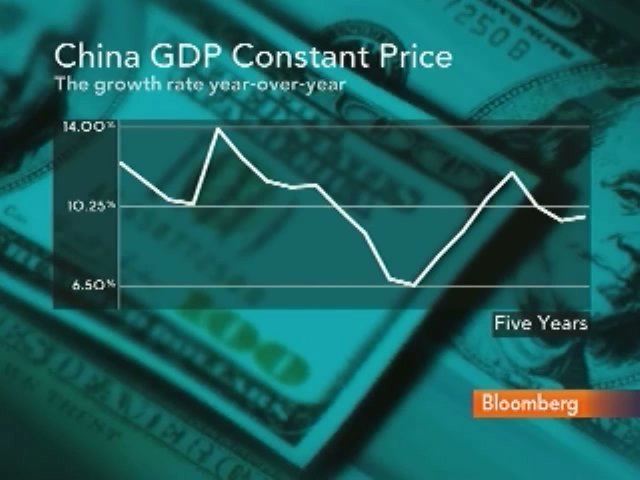 China GDP Constant Price
The growth rate year-over-year
14.00%
10.25%
6.50%
Five Years
Bloomberg
100